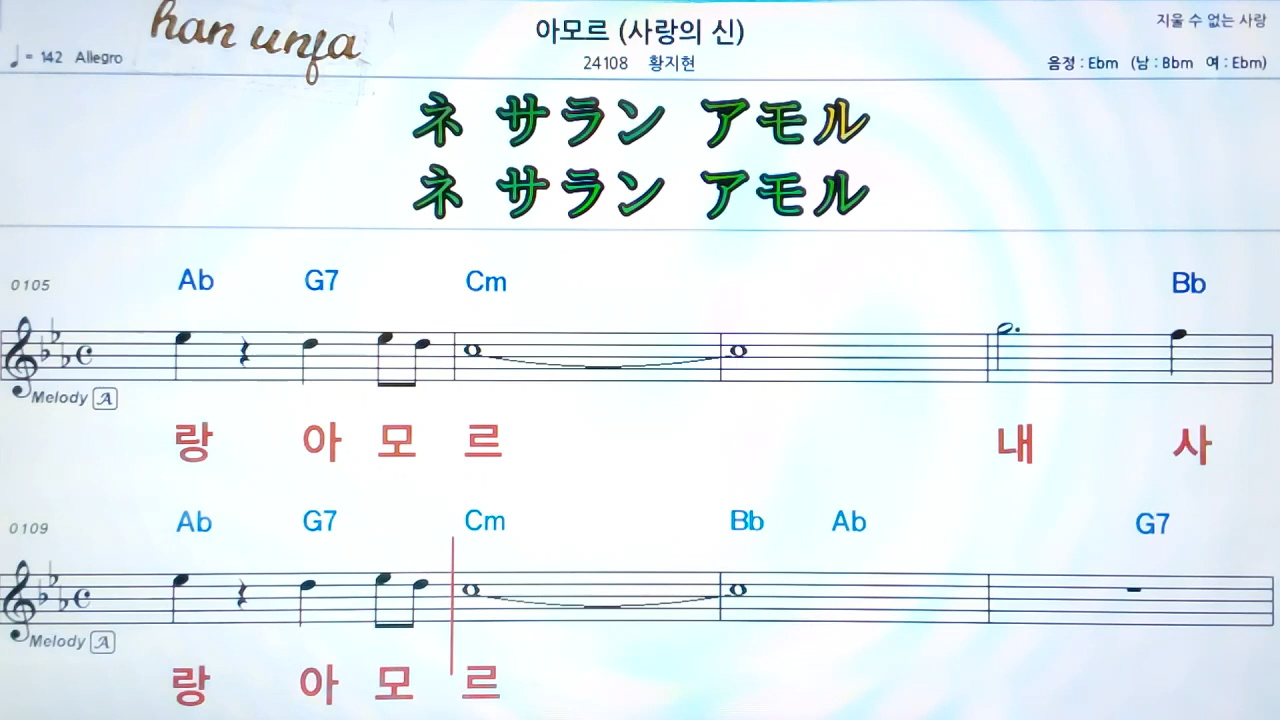 han unfa
아모르 (사랑의 신)
지울 수 없는 사랑
♩ = 142 Allegro
24108 황지현
음정 : Ebm (남 : Bbm 여 : Ebm)
ネ サラン アモル
ネ サラン アモル
0105 Ab G7 Cm Bb
Melody A
랑 아 모 르 내 사
0109 Ab G7 Cm Bb Ab G7
Melody A
랑 아 모 르